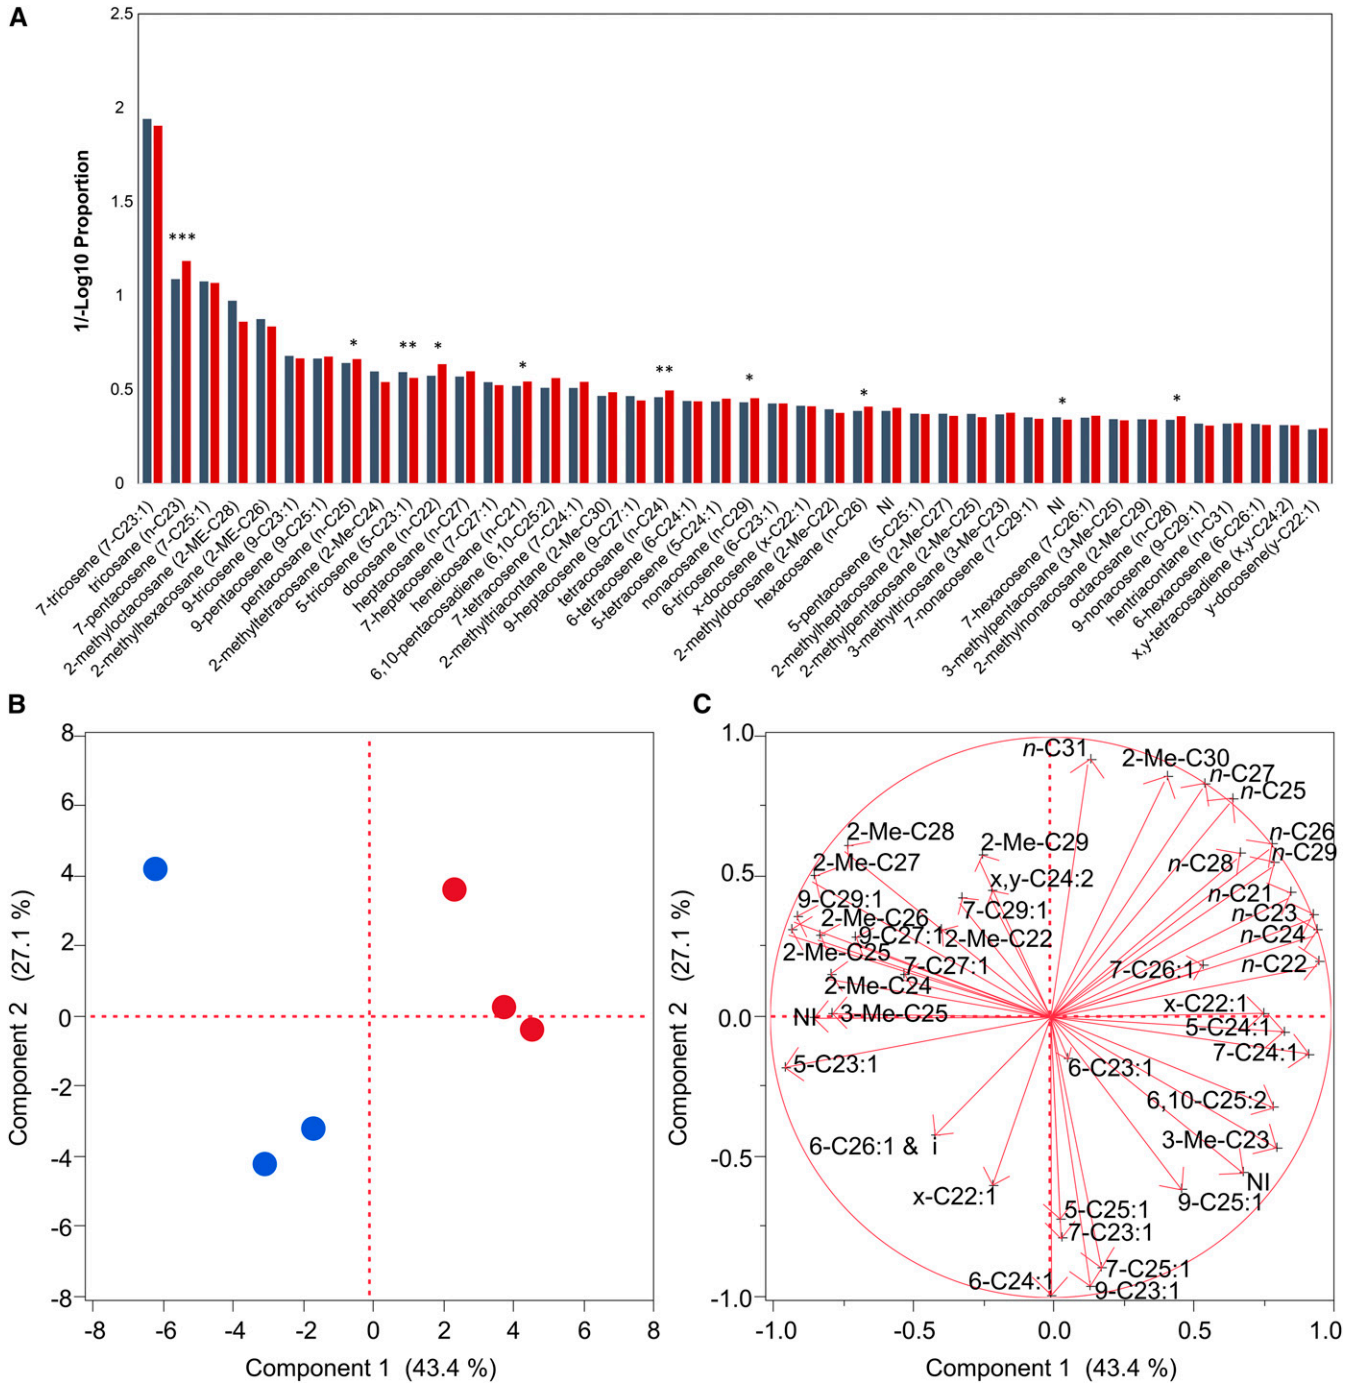 A
2.5
2
1.5
1
0.5
0
1/-Log10 Proportion
***
*
**
*
*
**
*
*
*
*
7-tricosene (7-C23:1)
tricosane (n-C23)
7-pentacosene (7-C25:1)
2-methyloctacosane (2-ME-C28)
2-methylhexacosane (2-ME-C26)
9-tricosene (9-C23:1)
9-pentacosene (9-C25:1)
pentacosane (n-C25)
2-methyltetracosane (2-Me-C24)
5-tricosene (5-C23:1)
docosane (n-C22)
heptacosane (n-C27)
7-heptacosene (7-C27:1)
heneicosane (n-C21)
6,10-pentacosadiene (6,10-C25:2)
7-tetracosene (7-C24:1)
2-methyltriacontane (2-Me-C30)
9-heptacosene (9-C27:1)
tetracosane (n-C24)
6-tetracosene (6-C24:1)
5-tetracosene (5-C24:1)
nonacosane (n-C29)
6-tricosene (6-C23:1)
x-docosene (x-C22:1)
2-methyldocosane (2-Me-C22)
hexacosane (n-C26)
NI
5-pentacosene (5-C25:1)
2-methylheptacosane (2-Me-C27)
2-methylpentacosane (2-Me-C25)
3-methyltricosane (3-Me-C23)
7-nonacosene (7-C29:1)
NI
7-hexacosene (7-C26:1)
3-methylpentacosane (3-Me-C25)
2-methylnonacosane (2-Me-C29)
octacosane (n-C28)
9-nonacosene (9-C29:1)
hentriacontane (n-C31)
6-hexacosene (6-C26:1)
x,y-tetracosadiene (x,y-C24:2)
y-docosene(y-C22:1)
B
8
6
4
2
0
-2
-4
-6
-8
Component 2 (27.1 %)
-8
-6
-4
-2
0
2
4
6
8
Component 1 (43.4 %)
C
1.0
0.5
0.0
-0.5
-1.0
Component 2 (27.1 %)
n-C31
2-Me-C30
n-C27
n-C25
2-Me-C28
2-Me-C29
n-C26
n-C29
2-Me-C27
x,y-C24:2
n-C28
9-C29:1
7-C29:1
n-C21
2-Me-C26
n-C23
9-C27:1
2-Me-C22
n-C24
2-Me-C25
7-C27:1
7-C26:1
n-C22
2-Me-C24
NI
3-Me-C25
x-C22:1
5-C24:1
7-C24:1
5-C23:1
6-C23:1
6,10-C25:2
6-C26:1 & i
3-Me-C23
NI
x-C22:1
9-C25:1
5-C25:1
7-C23:1
7-C25:1
6-C24:1
9-C23:1
-1.0
-0.5
0.0
0.5
1.0
Component 1 (43.4 %)